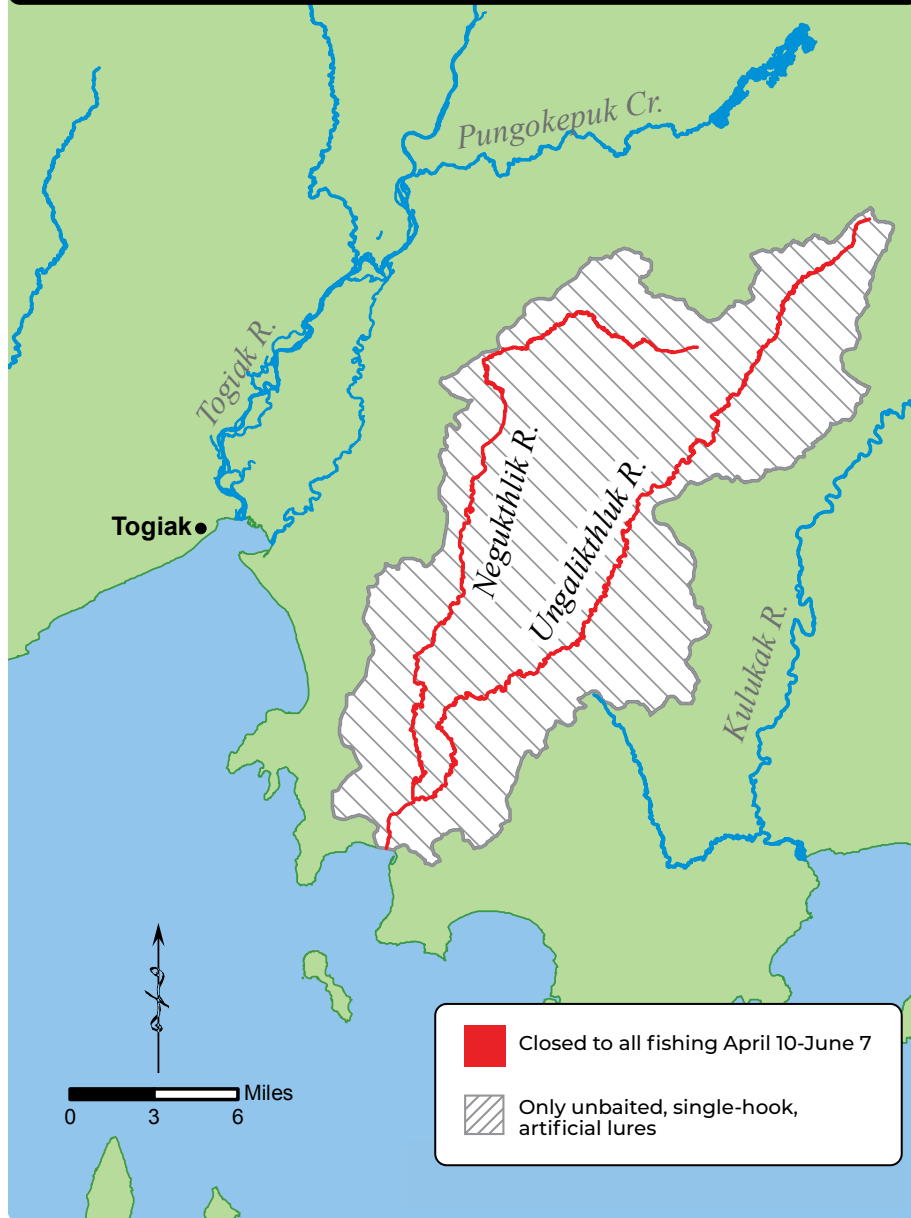 Pungokepuk Cr.
Togiak R.
Negukthlik R.
Ungalikthluk R.
Togiak
Kulukak R.
Closed to all fishing April 10-June 7
Miles
0 3 6
Only unbaited, single-hook,
artificial lures